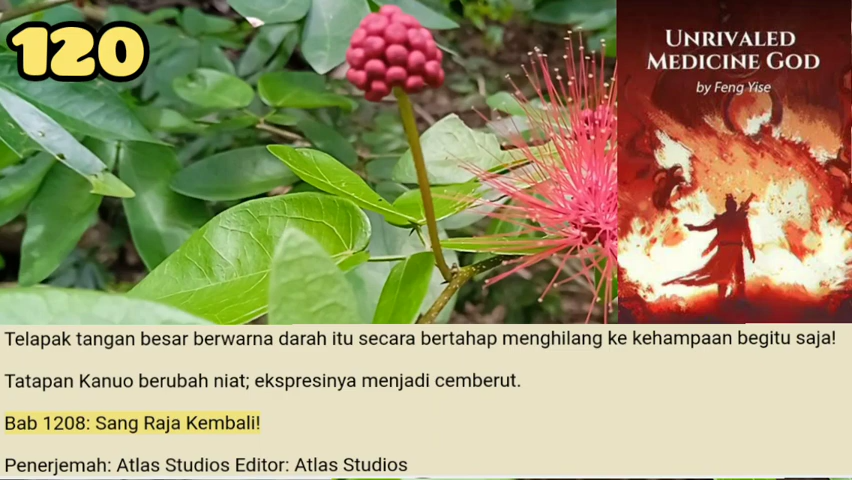 120
UNRIVALED
MEDICINE GOD
by Feng Yise
Telapak tangan besar berwarna darah itu secara bertahap menghilang ke kehampaan begitu saja!
Tatapan Kanuo berubah niat; ekspresinya menjadi cemberut.
Bab 1208: Sang Raja Kembali!
Penerjemah: Atlas Studios Editor: Atlas Studios